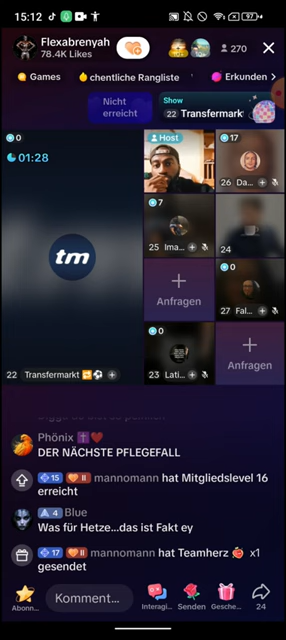 15:12
97
Flexabrenyah
78.4K Likes
270
Games
chentliche Rangliste
Erkunden
Nicht erreicht
Show
22 Transfermark
0
01:28
tm
22 Transfermarkt
Host
17
26 Da...
7
25 Ima...
24
Anfragen
0
27 Fal...
0
23 Lati...
Anfragen
Phönix
DER NÄCHSTE PFLEGEFALL
15 II mannomann hat Mitgliedslevel 16
erreicht
4 Blue
Was für Hetze...das ist Fakt ey
17 II mannomann hat Teamherz x1
gesendet
Abonn...
Komment...
Interagi...
Senden
Gesche...
24